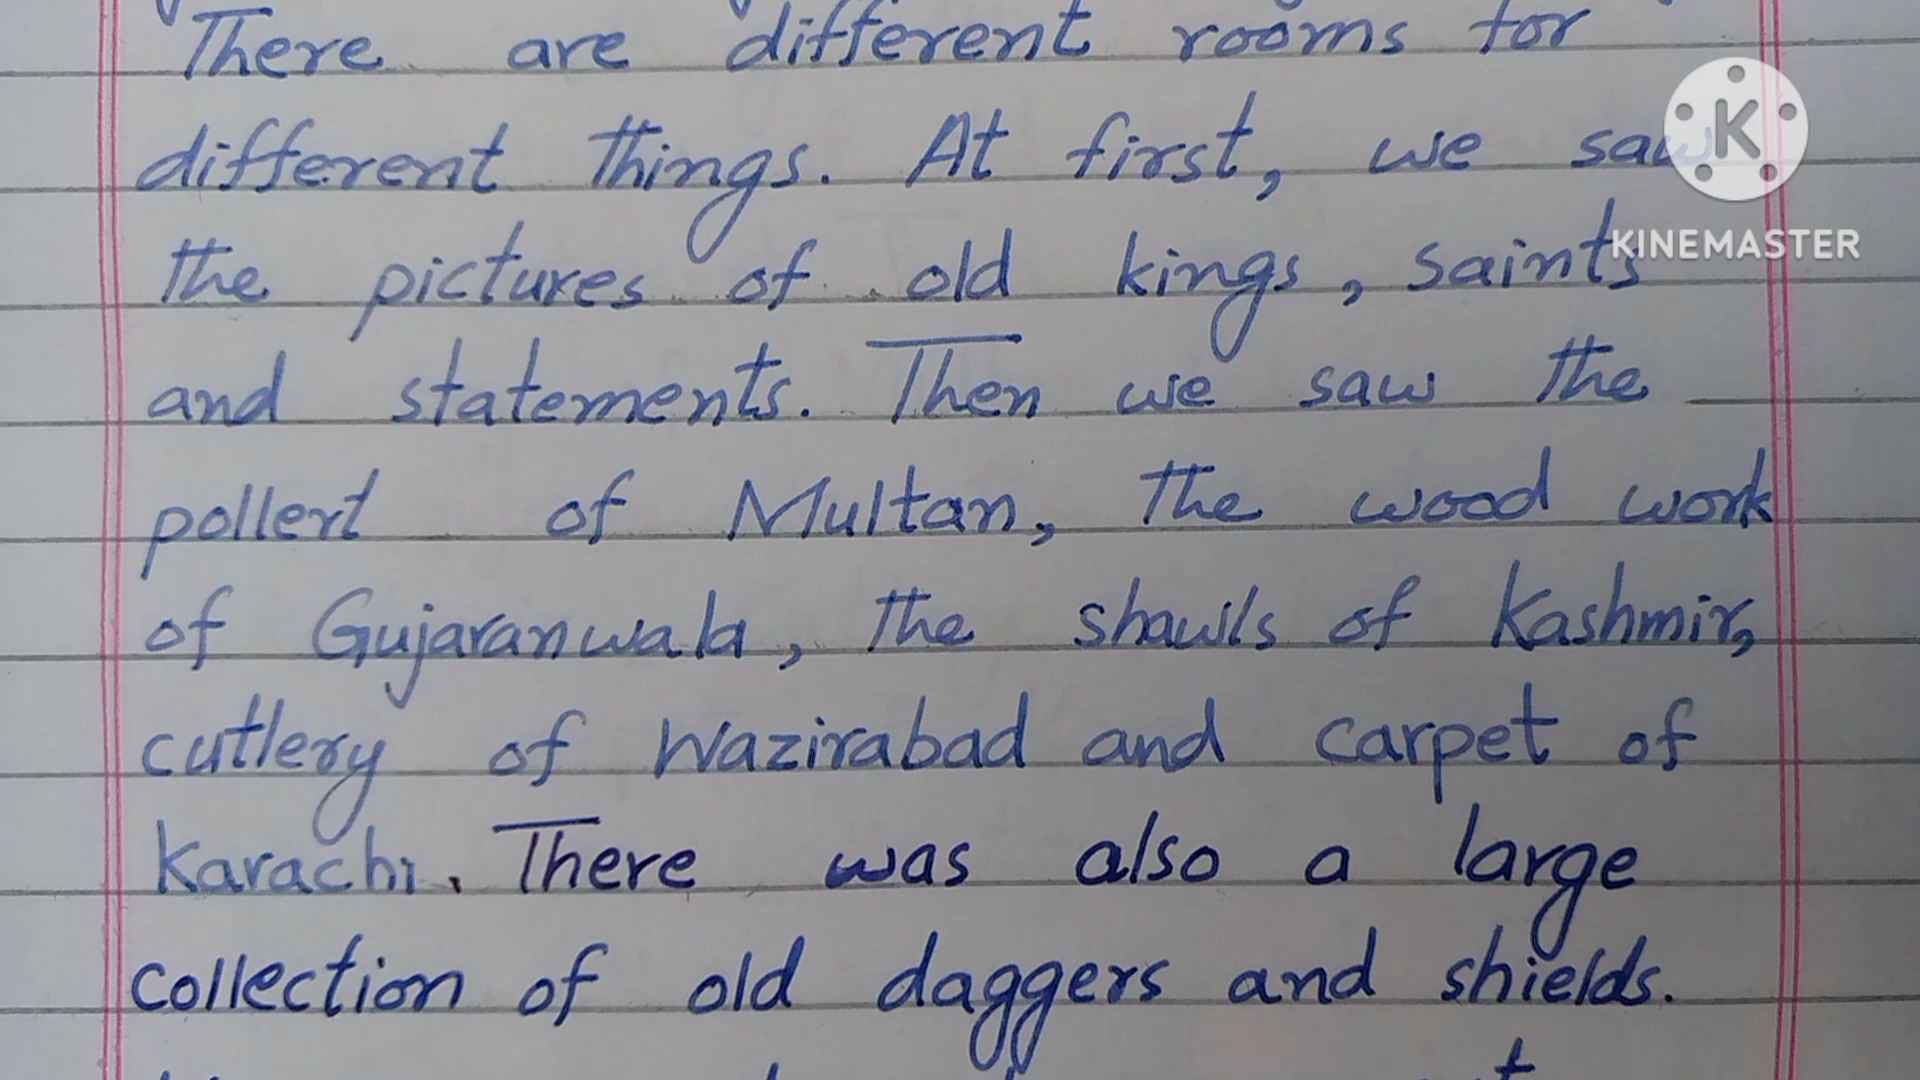 There are different rooms for
different things. At first, we saw
the pictures of old kings, saints
and statements. Then we saw the
pollert of Multan, the wood work
of Gujaranwala, the shawls of Kashmir,
cutlery of Wazirabad and carpet of
Karachi. There was also a large
collection of old daggers and shields.
K
KINEMASTER